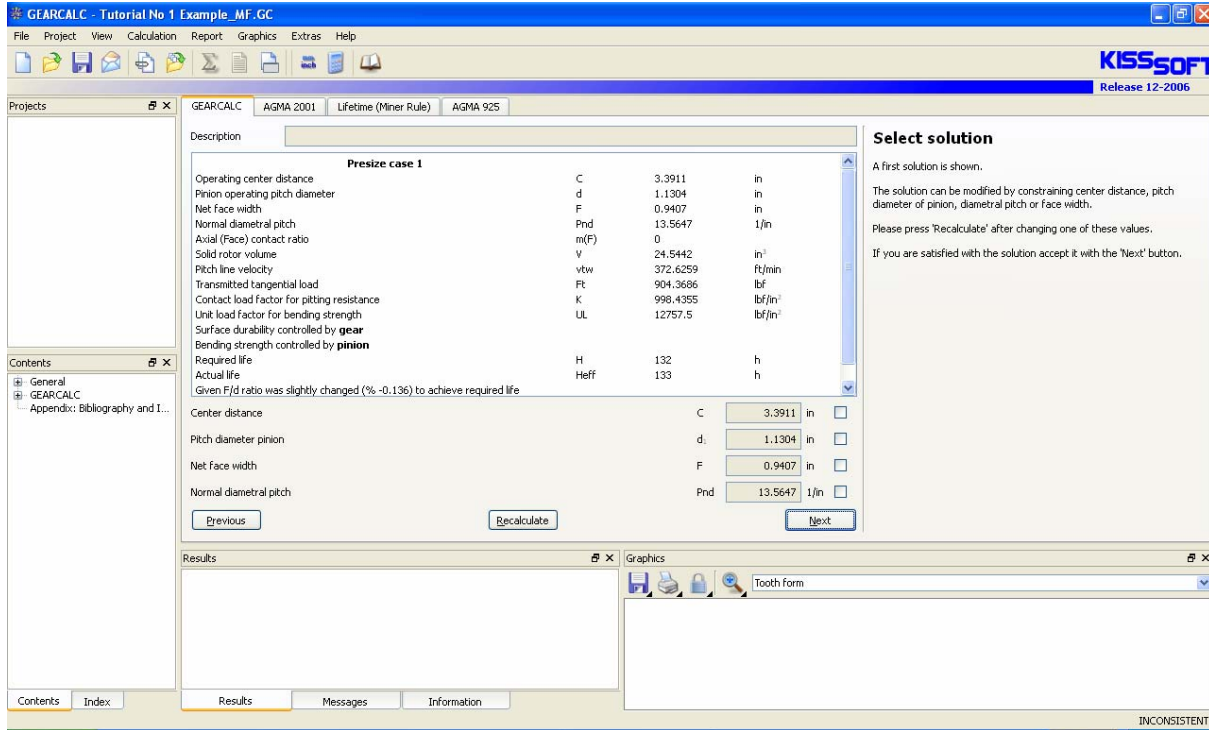 GEARCALC - Tutorial No 1 Example_MF.GC
File Project View Calculation Report Graphics Extras Help
KISSSOFT
Release 12-2006
Projects
GEARCALC AGMA 2001 Lifetime (Miner Rule) AGMA 925
Description
Presize case 1
Operating center distance C 3.3911 in
Pinion operating pitch diameter d 1.1304 in
Net face width F 0.9407 in
Normal diametral pitch Pnd 13.5647 1/in
Axial (Face) contact ratio m(F) 0
Solid rotor volume V 24.5442 in³
Pitch line velocity vtw 372.6259 ft/min
Transmitted tangential load Ft 904.3686 lbf
Contact load factor for pitting resistance K 998.4355 lbf/in²
Unit load factor for bending strength UL 12757.5 lbf/in²
Surface durability controlled by gear
Bending strength controlled by pinion
Required life H 132 h
Actual life Heff 133 h
Given F/d ratio was slightly changed (% -0.136) to achieve required life
Center distance C 3.3911 in
Pitch diameter pinion d₁ 1.1304 in
Net face width F 0.9407 in
Normal diametral pitch Pnd 13.5647 1/in
Previous Recalculate Next
Select solution
A first solution is shown.
The solution can be modified by constraining center distance, pitch
diameter of pinion, diametral pitch or face width.
Please press 'Recalculate' after changing one of these values.
If you are satisfied with the solution accept it with the 'Next' button.
Contents
General
GEARCALC
Appendix: Bibliography and I...
Contents Index
Results
Results Messages Information
Graphics
Tooth form
INCONSISTENT